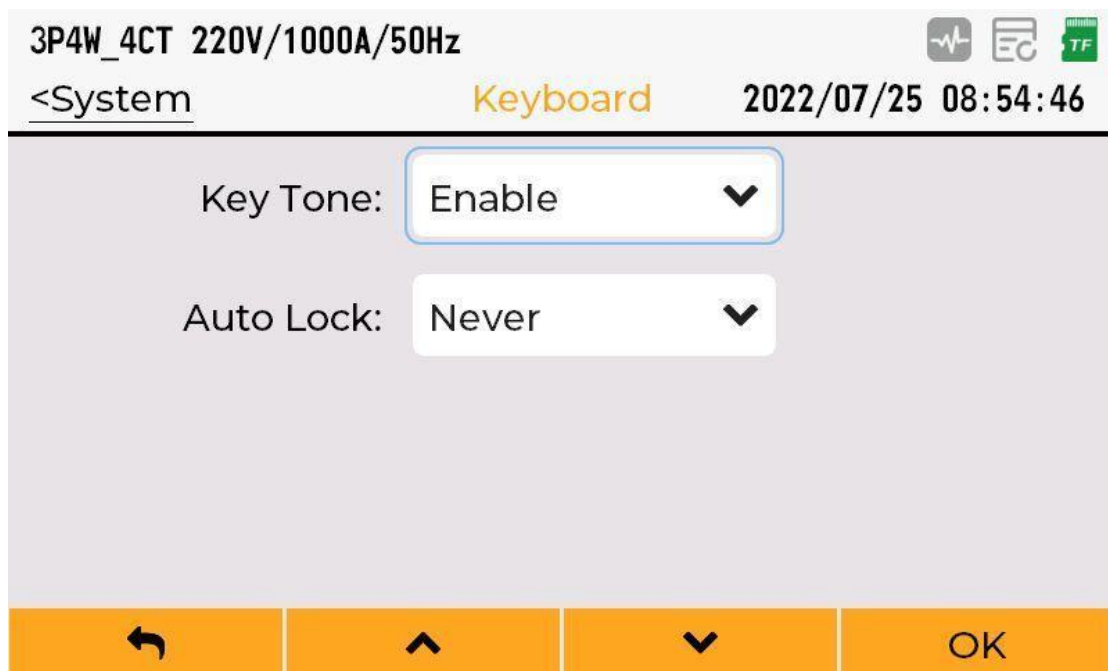 3P4W_4CT 220V/1000A/50Hz
TF
<System Keyboard 2022/07/25 08:54:46
Key Tone: Enable
Auto Lock: Never
OK